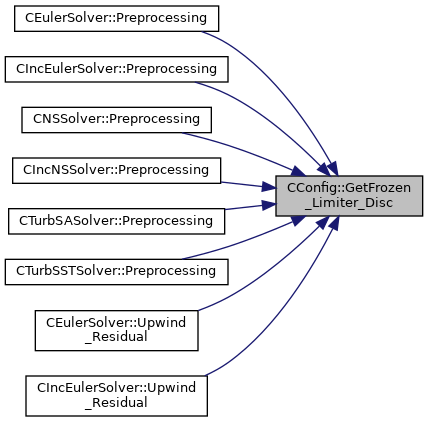 CEulerSolver::Preprocessing
CIncEulerSolver::Preprocessing
CNSSolver::Preprocessing
CIncNSSolver::Preprocessing
CTurbSASolver::Preprocessing
CTurbSSTSolver::Preprocessing
CEulerSolver::Upwind
_Residual
CIncEulerSolver::Upwind
_Residual
CConfig::GetFrozen
_Limiter_Disc